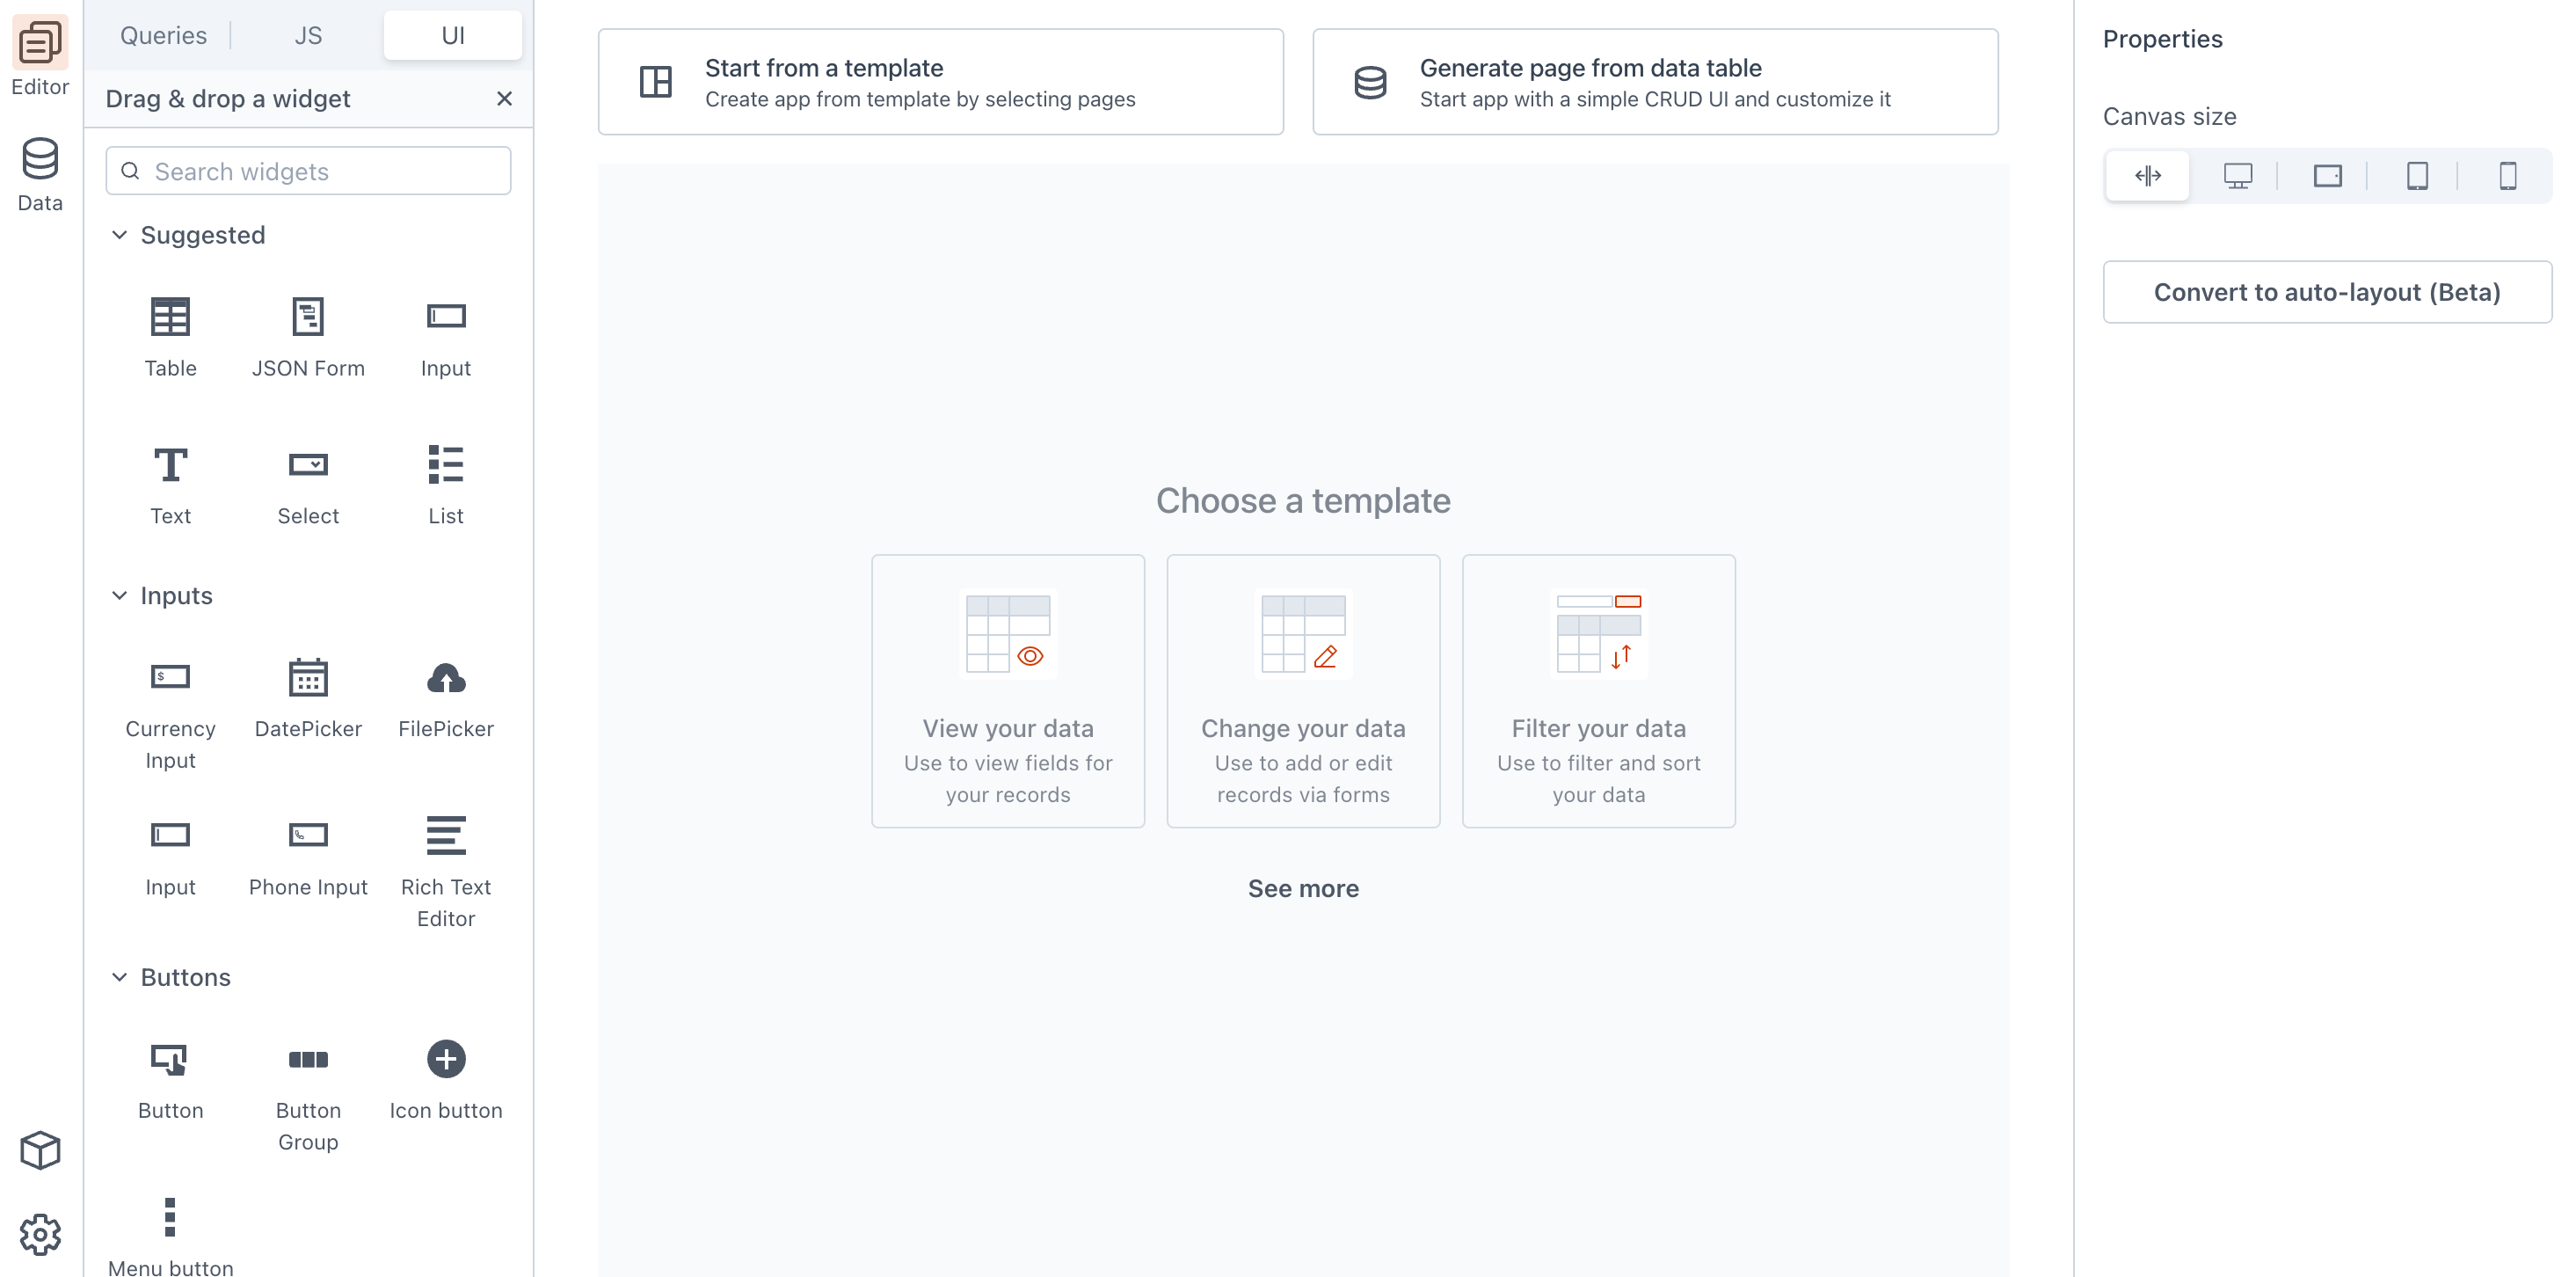 Editor
Data
Queries
JS
UI
Drag & drop a widget
Search widgets
Suggested
Table
JSON Form
Input
Text
Select
List
Inputs
Currency
Input
DatePicker
FilePicker
Input
Phone Input
Rich Text
Editor
Buttons
Button
Button
Group
Icon button
Menu button
Start from a template
Create app from template by selecting pages
Generate page from data table
Start app with a simple CRUD UI and customize it
Choose a template
View your data
Use to view fields for
your records
Change your data
Use to add or edit
records via forms
Filter your data
Use to filter and sort
your data
See more
Properties
Canvas size
Convert to auto-layout (Beta)